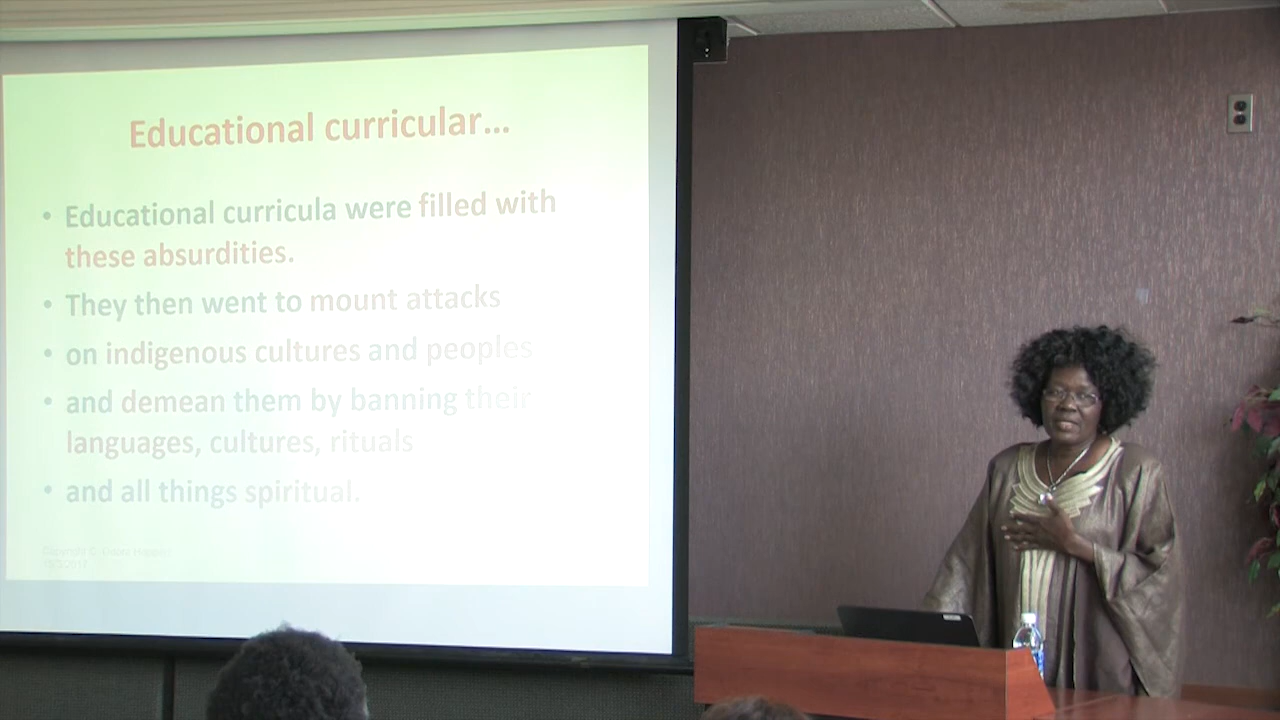 Educational curricular...
• Educational curricula were filled with
these absurdities.
• They then went to mount attacks
• on indigenous cultures and peoples
• and demean them by banning their
languages, cultures, rituals
• and all things spiritual.
Copyright ©